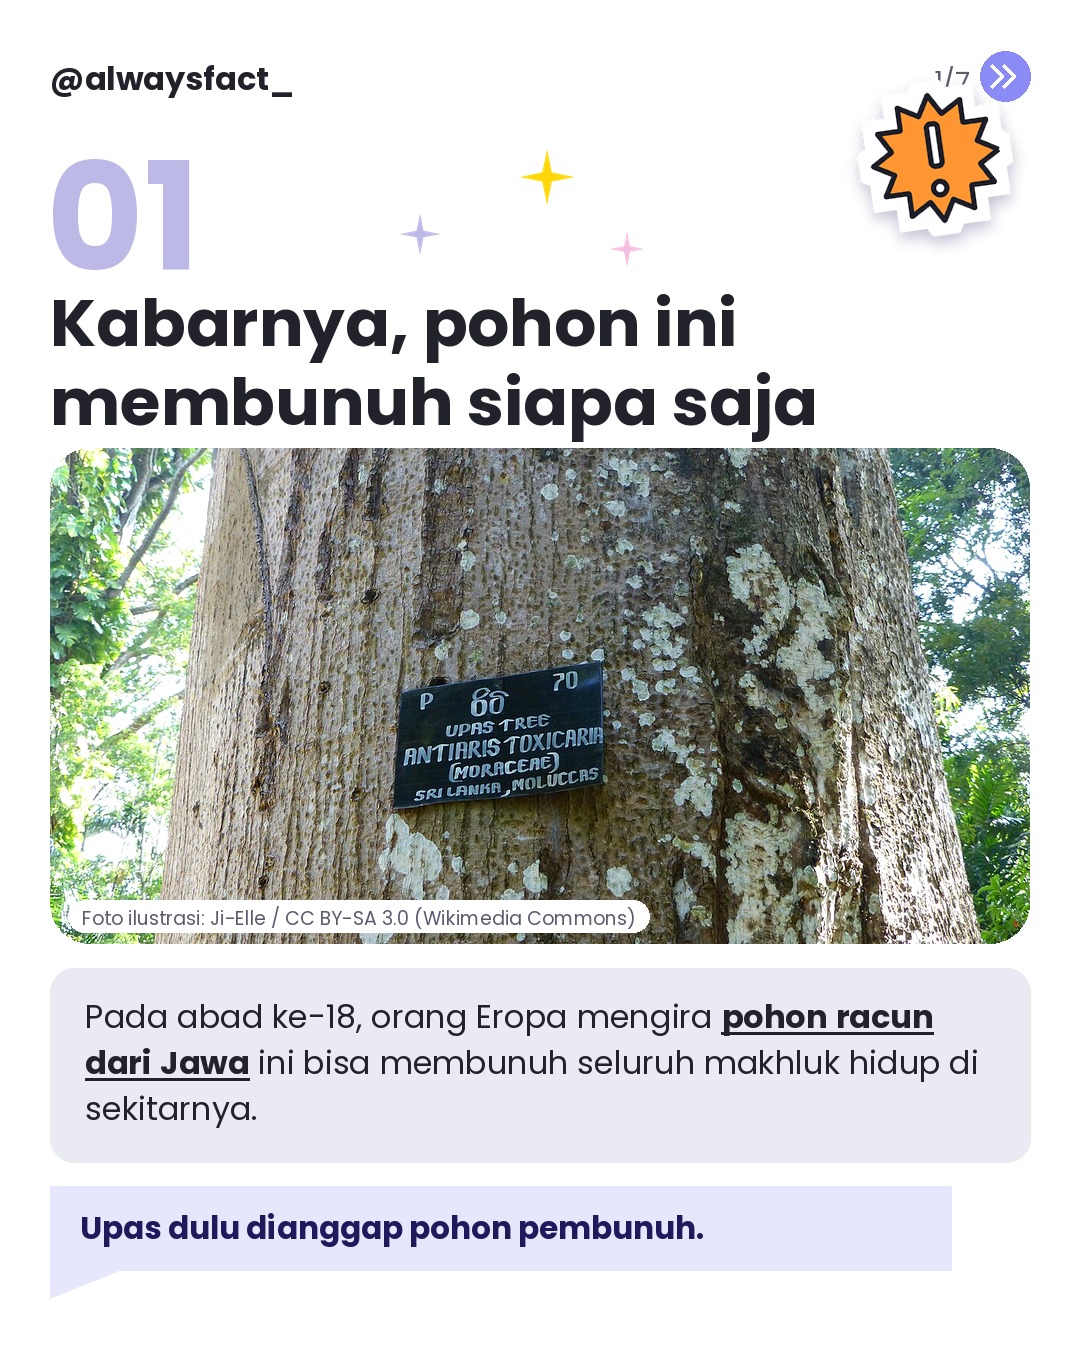 @alwaysfact_
1/7
01
Kabarnya, pohon ini
membunuh siapa saja
P 70
UPAS TREE
ANTIARIS TOXICARIA
(MORACEAE)
SRI LANKA, MOLUCCAS
Foto ilustrasi: Ji-Elle / CC BY-SA 3.0 (Wikimedia Commons)
Pada abad ke-18, orang Eropa mengira pohon racun
dari Jawa ini bisa membunuh seluruh makhluk hidup di
sekitarnya.
Upas dulu dianggap pohon pembunuh.